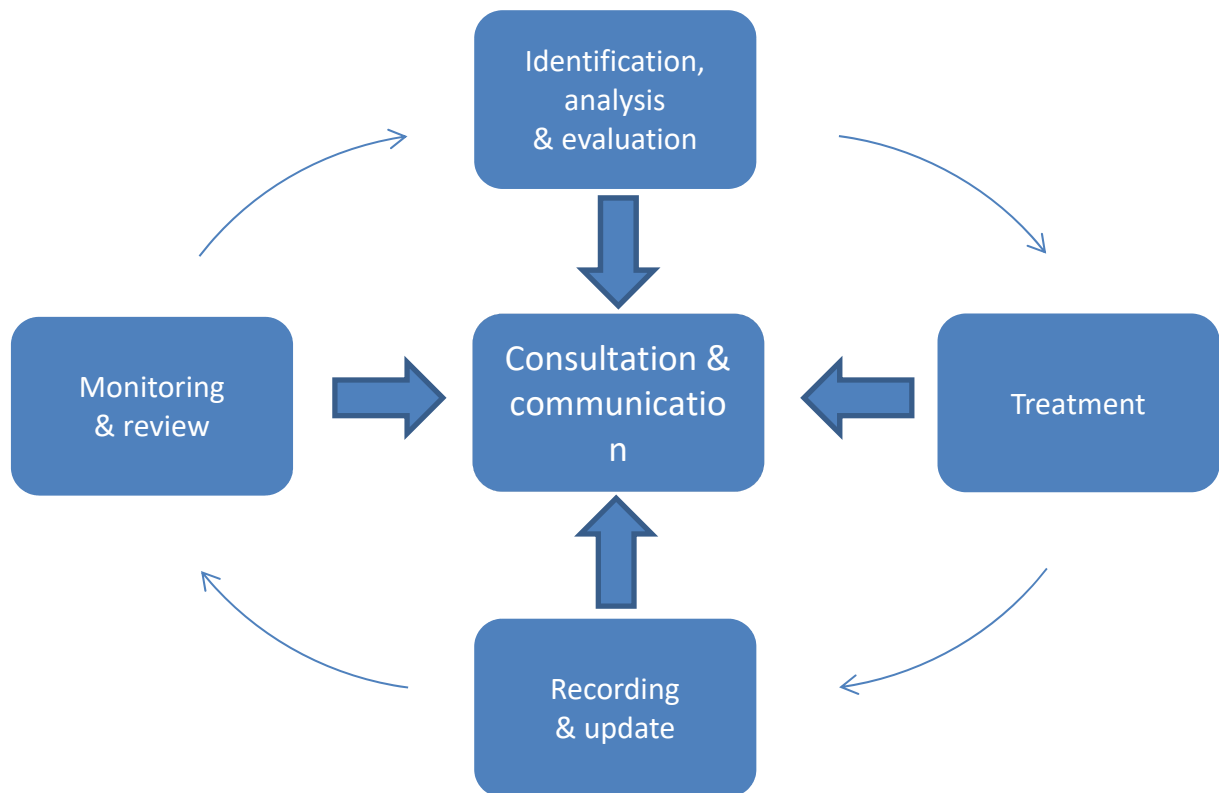 Identification,
analysis
& evaluation
Consultation &
communicatio
n
Monitoring
& review
Treatment
Recording
& update